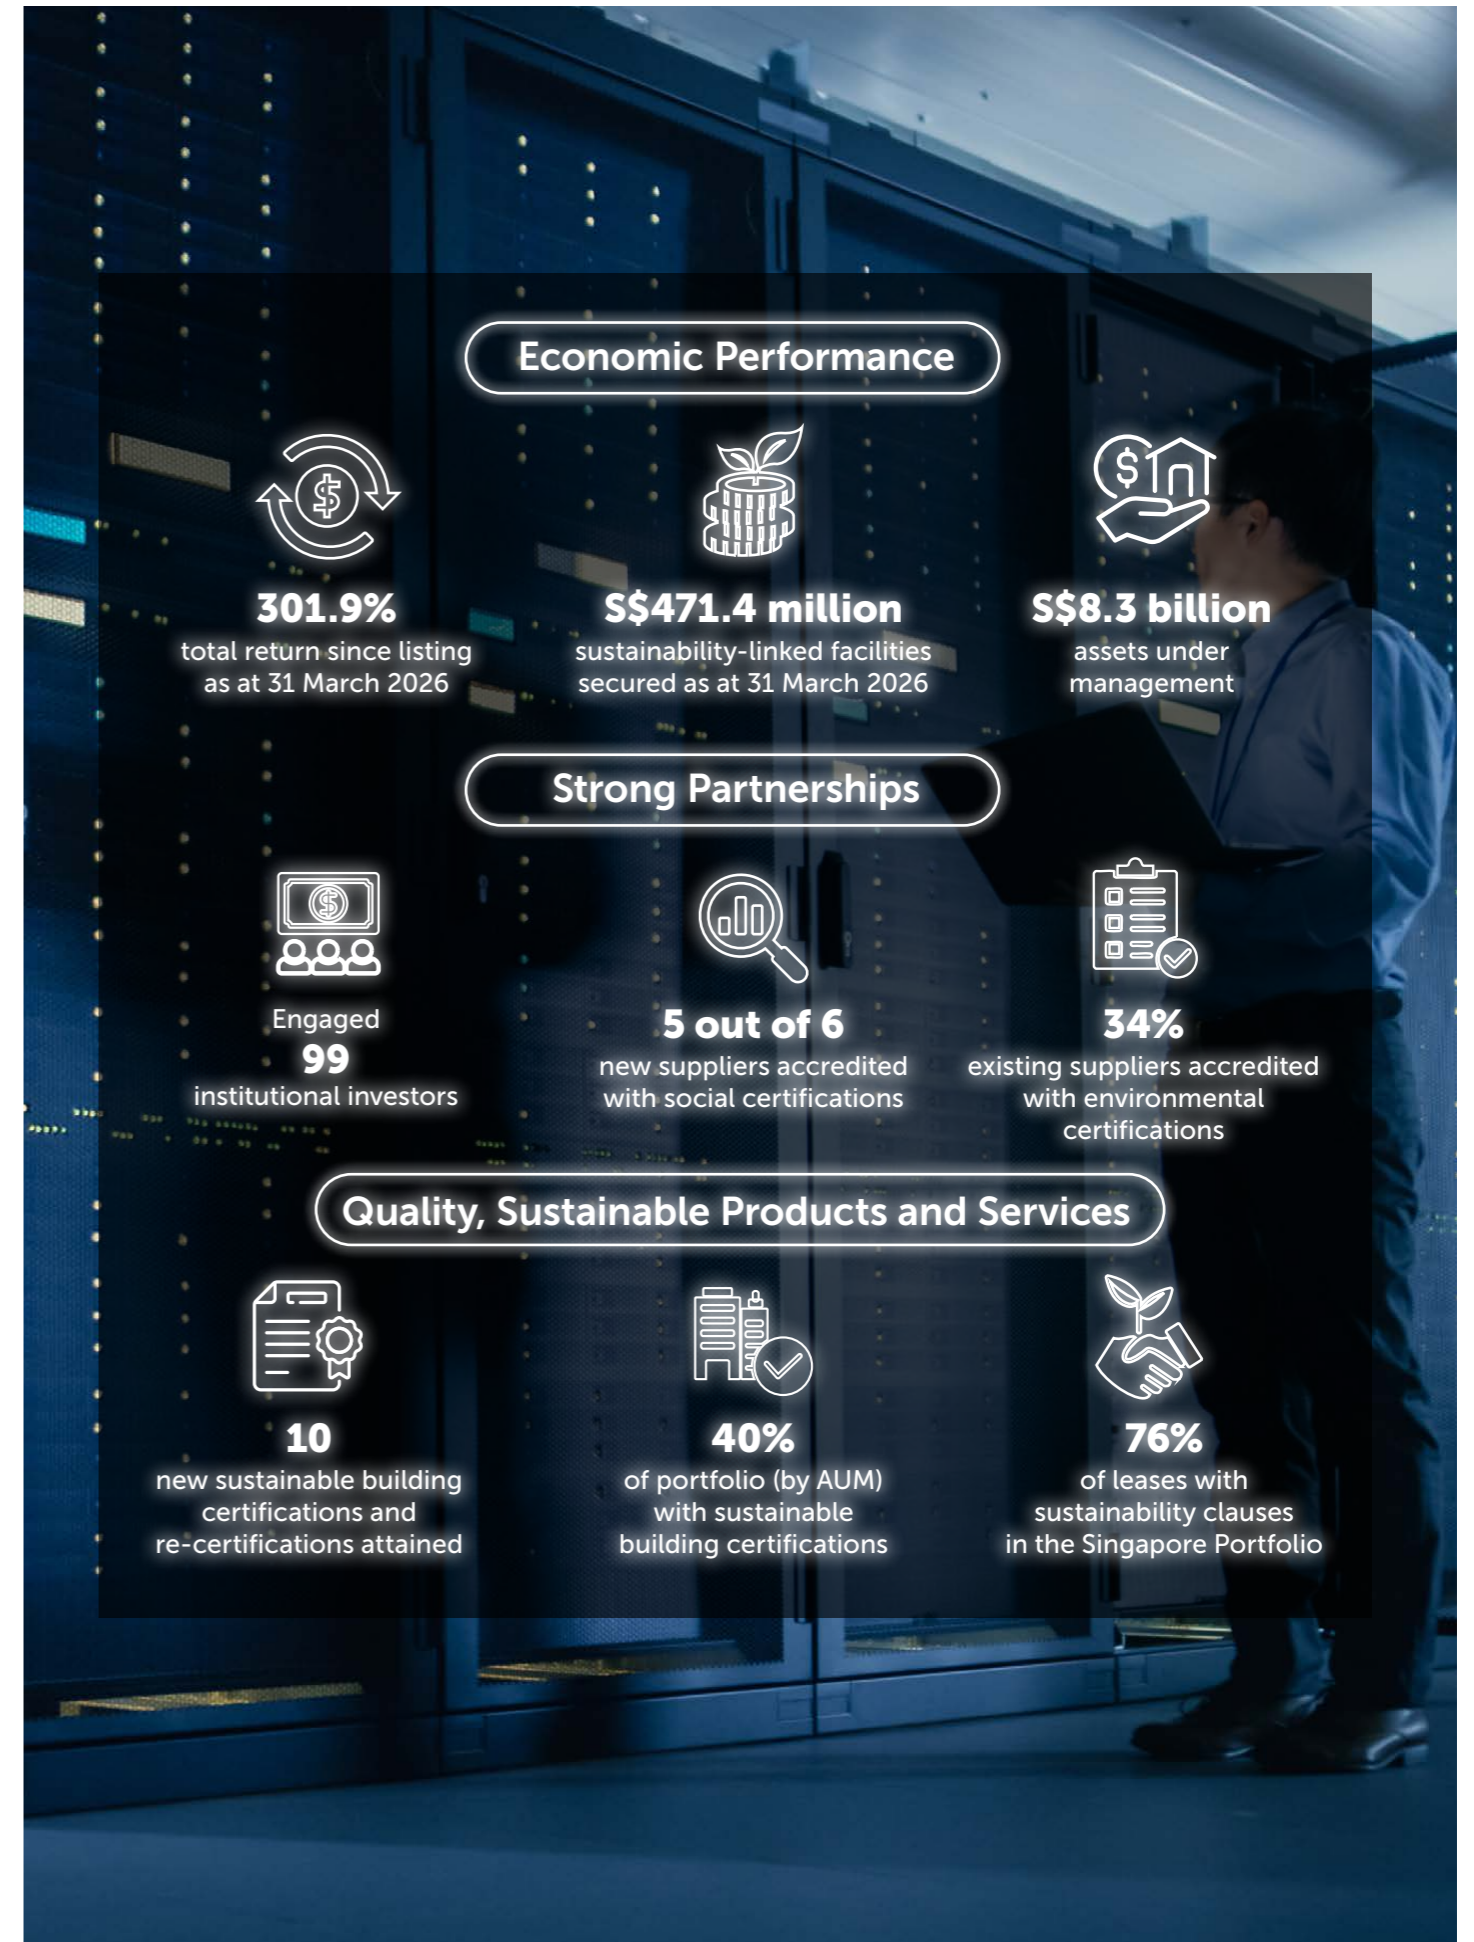 Economic Performance
301.9%
total return since listing
as at 31 March 2026
S$471.4 million
sustainability-linked facilities
secured as at 31 March 2026
S$8.3 billion
assets under
management
Strong Partnerships
Engaged
99
institutional investors
5 out of 6
new suppliers accredited
with social certifications
34%
existing suppliers accredited
with environmental
certifications
Quality, Sustainable Products and Services
10
new sustainable building
certifications and
re-certifications attained
40%
of portfolio (by AUM)
with sustainable
building certifications
76%
of leases with
sustainability clauses
in the Singapore Portfolio